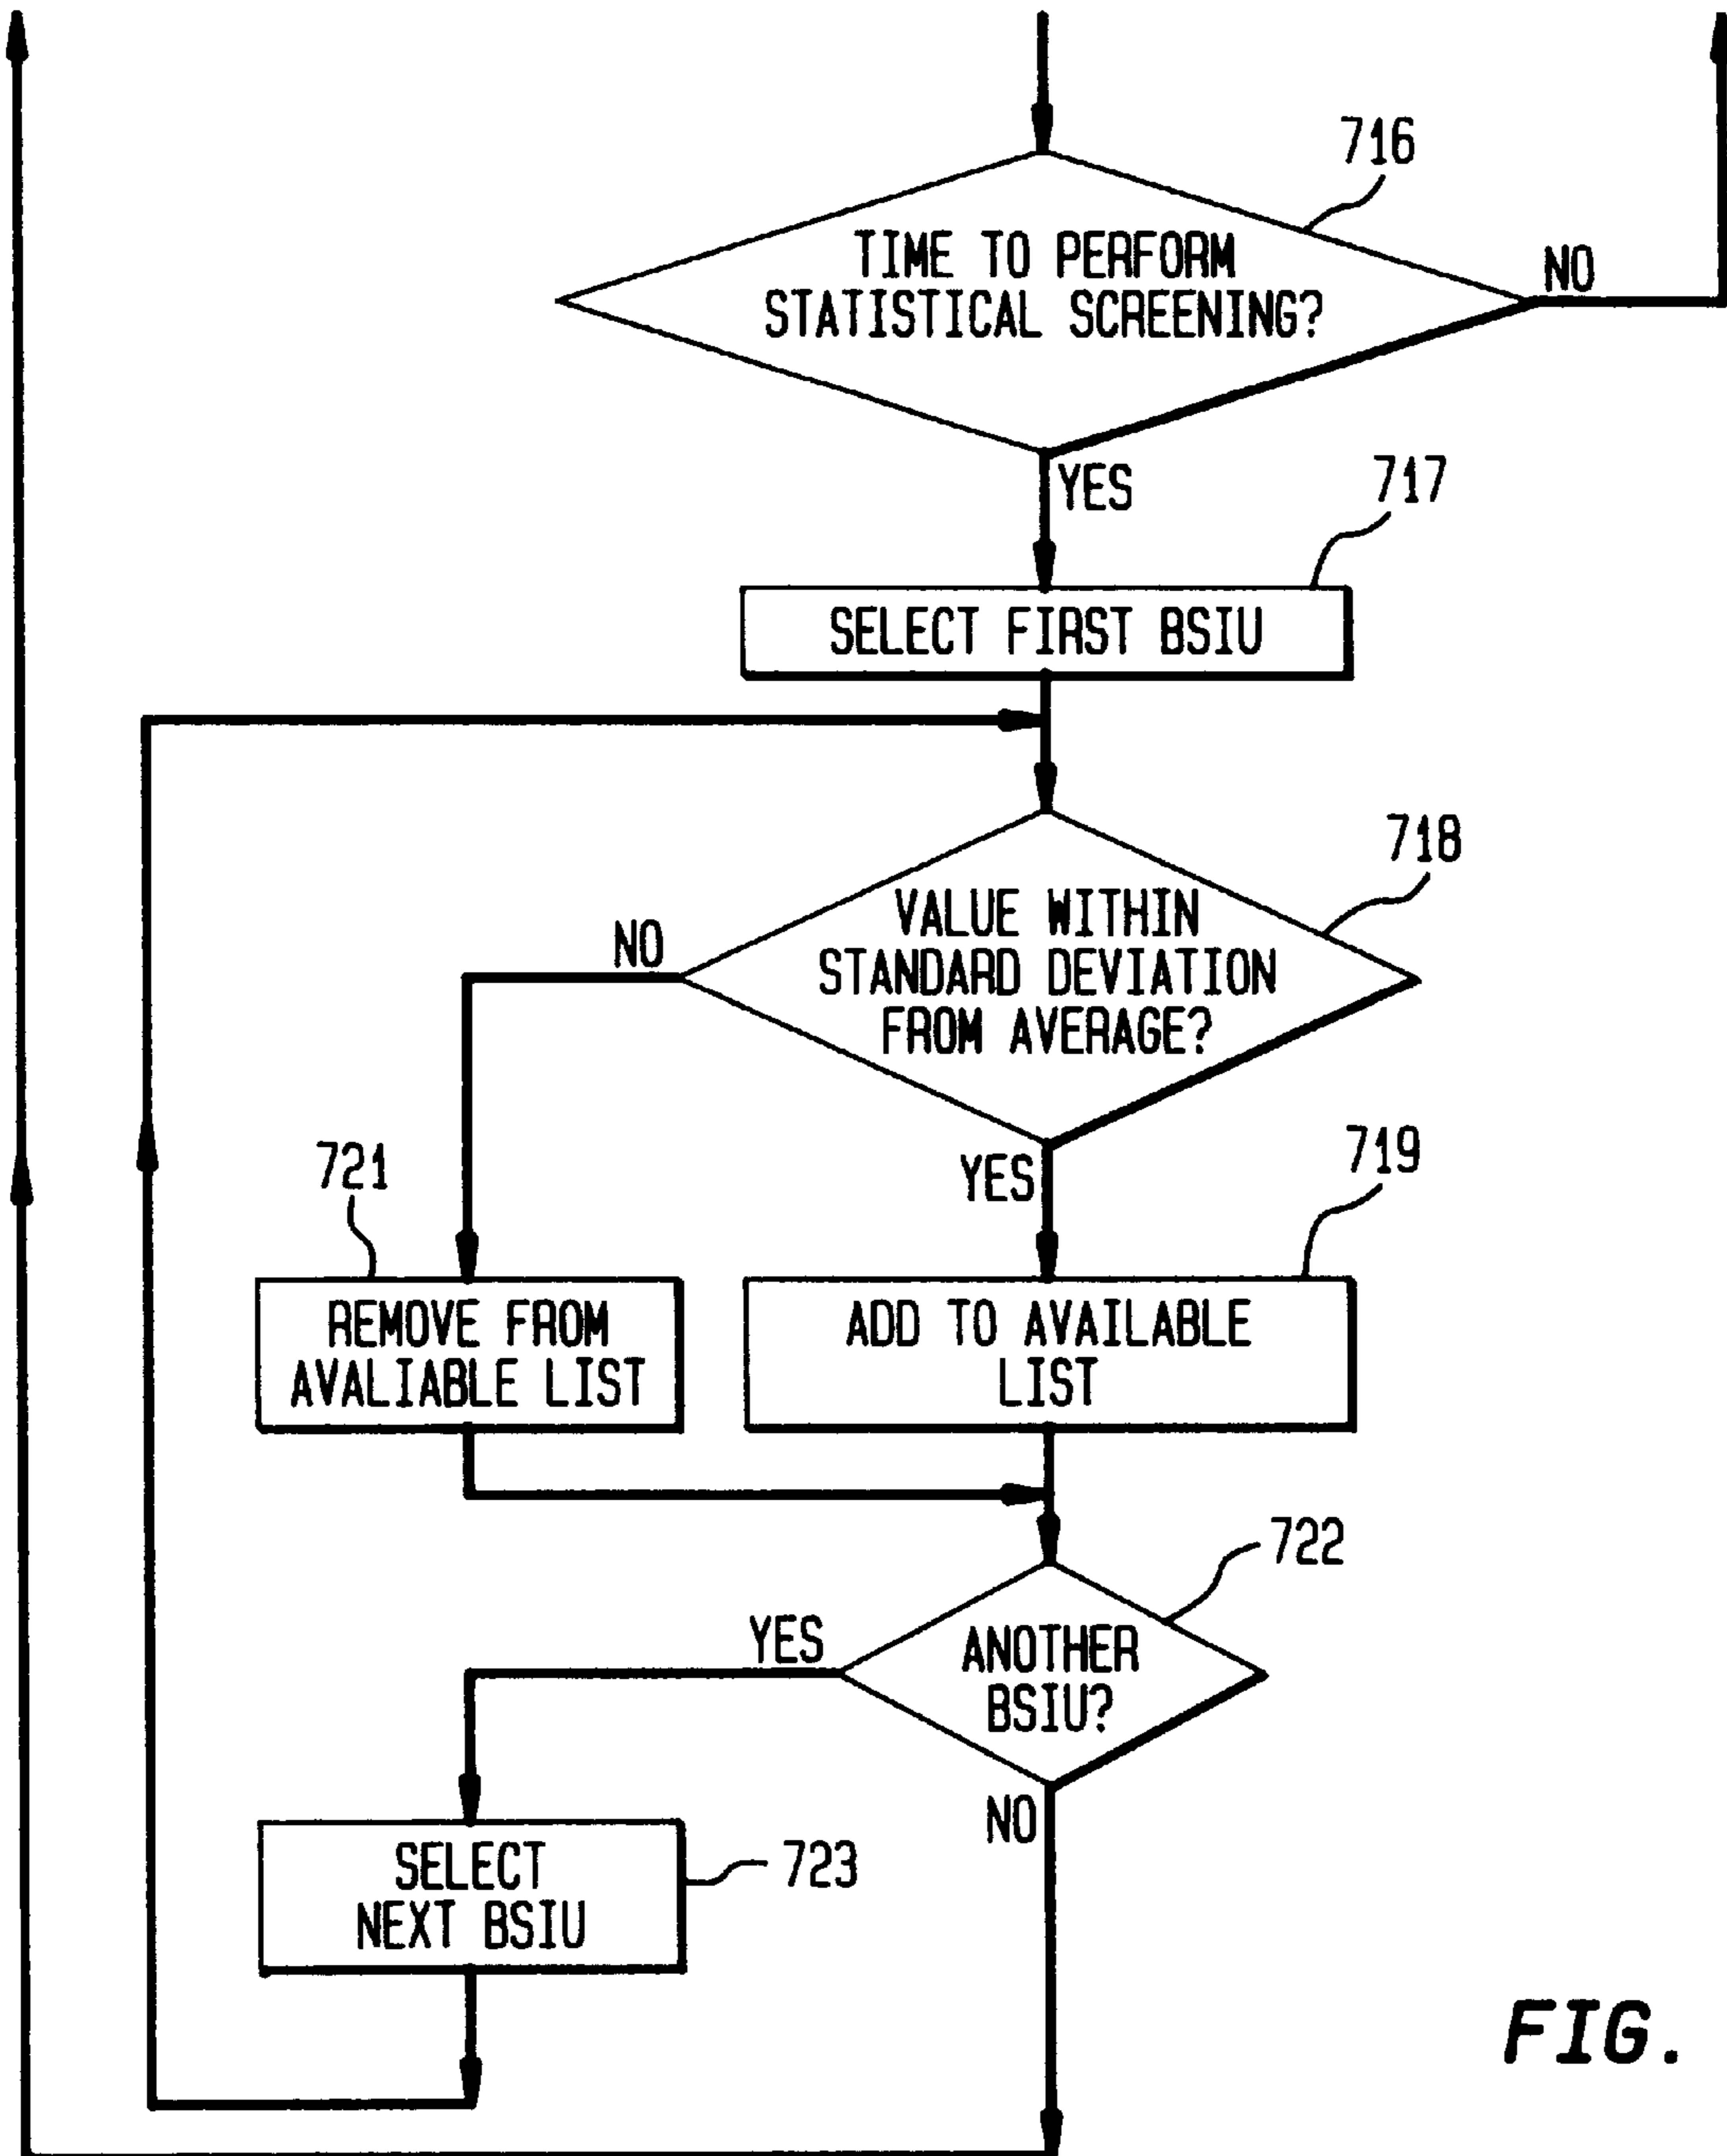 716
TIME TO PERFORM
STATISTICAL SCREENING?
NO
YES
717
SELECT FIRST BSIU
718
VALUE WITHIN
STANDARD DEVIATION
FROM AVERAGE?
NO
YES
719
721
REMOVE FROM
AVALIABLE LIST
ADD TO AVAILABLE
LIST
722
ANOTHER
BSIU?
YES
NO
SELECT
NEXT BSIU
723
FIG.